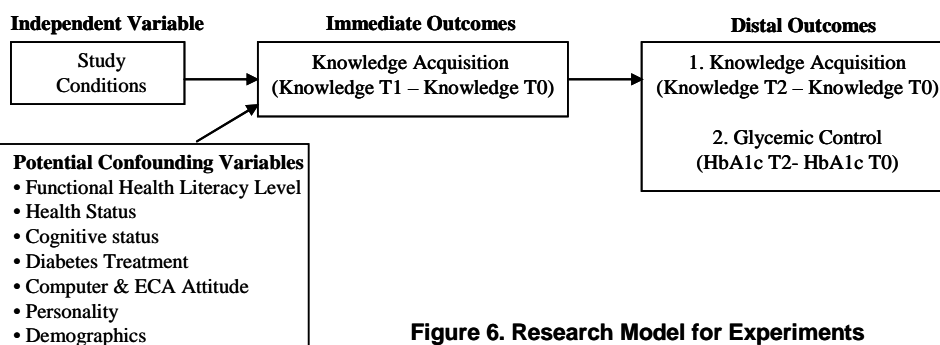 Independent Variable
Study
Conditions
Immediate Outcomes
Knowledge Acquisition
(Knowledge T1 – Knowledge T0)
Distal Outcomes
1. Knowledge Acquisition
(Knowledge T2 – Knowledge T0)
2. Glycemic Control
(HbA1c T2- HbA1c T0)
Potential Confounding Variables
• Functional Health Literacy Level
• Health Status
• Cognitive status
• Diabetes Treatment
• Computer & ECA Attitude
• Personality
• Demographics
Figure 6. Research Model for Experiments